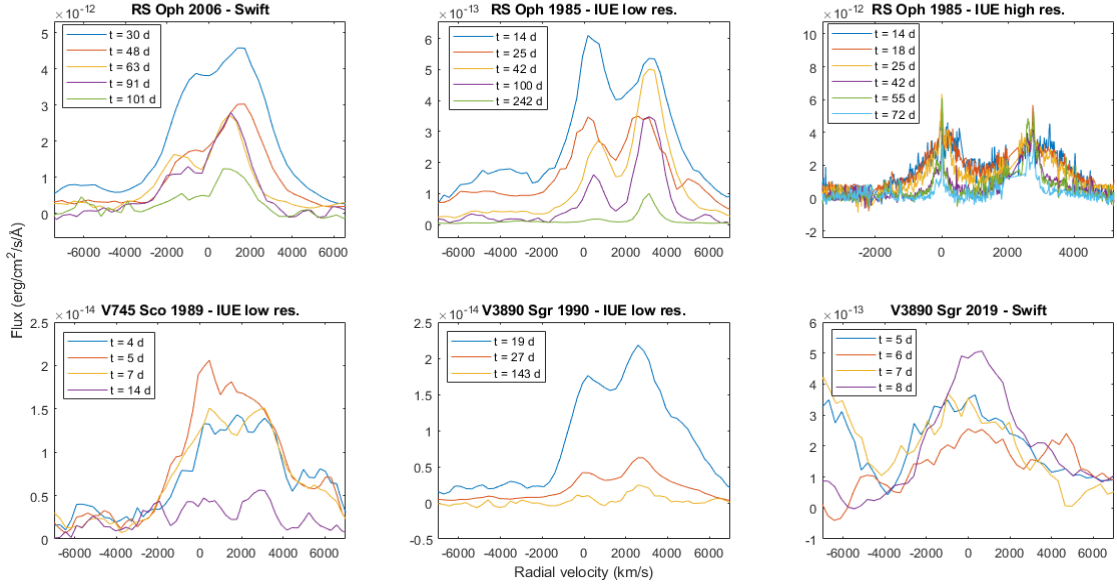 RS Oph 2006 - Swift
RS Oph 1985 - IUE low res.
RS Oph 1985 - IUE high res.
×10^-12
×10^-13
×10^-12
t = 30 d
t = 48 d
t = 63 d
t = 91 d
t = 101 d
5
4
3
2
1
0
-6000 -4000 -2000 0 2000 4000 6000
t = 14 d
t = 25 d
t = 42 d
t = 100 d
t = 242 d
6
5
4
3
2
1
0
-6000 -4000 -2000 0 2000 4000 6000
t = 14 d
t = 18 d
t = 25 d
t = 42 d
t = 55 d
t = 72 d
10
8
6
4
2
0
-2
-2000 0 2000 4000
Flux (erg/cm²/s/Å)
V745 Sco 1989 - IUE low res.
V3890 Sgr 1990 - IUE low res.
V3890 Sgr 2019 - Swift
×10^-14
×10^-14
×10^-13
t = 4 d
t = 5 d
t = 7 d
t = 14 d
2.5
2
1.5
1
0.5
0
-6000 -4000 -2000 0 2000 4000 6000
t = 19 d
t = 27 d
t = 143 d
2.5
2
1.5
1
0.5
0
-0.5
-6000 -4000 -2000 0 2000 4000 6000
t = 5 d
t = 6 d
t = 7 d
t = 8 d
6
5
4
3
2
1
0
-1
-6000 -4000 -2000 0 2000 4000 6000
Radial velocity (km/s)